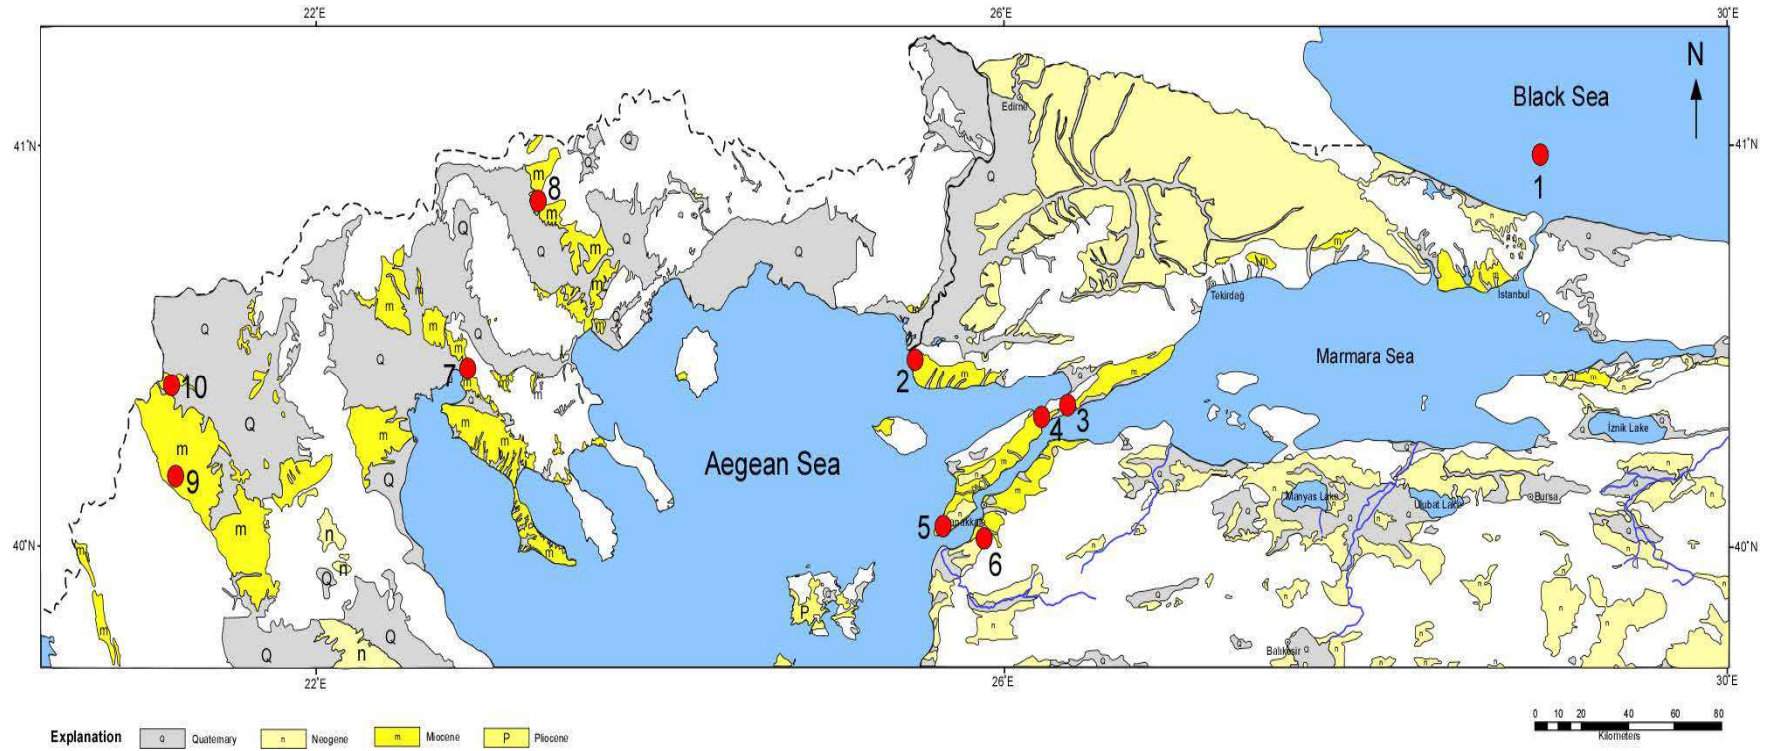 22°E
26°E
30°E
N
Black Sea
Edirne
41°N
41°N
1
Q
Q
m
8
m
Q
Q
Q
Q
Q
m
Q
m
m
Q
m
Tekirdağ
m
İstanbul
Q
m
m
m
Q
m
Q
Marmara Sea
Q
m
7
m
2
m
m
10
3
4
m
m
m
m
İznik Lake
Aegean Sea
m
9
Q
m
m
Manyas Lake
Ulubat Lake
Bursa
m
n
5
40°N
40°N
m
m
6
n
Q
P
n
n
m
Q
n
Q
Balıkesir
22°E
26°E
30°E
Explanation
Q Quaternary
n Neogene
m Miocene
P Pliocene
0 10 20 40 60 80
Kilometers